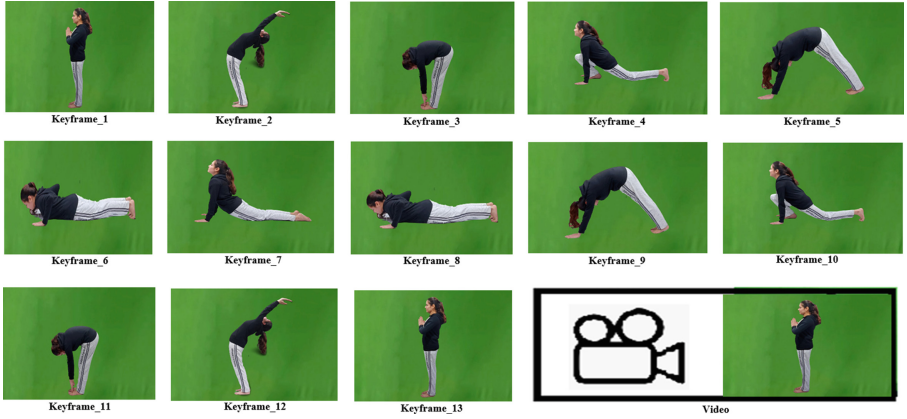 Keyframe_1
Keyframe_2
Keyframe_3
Keyframe_4
Keyframe_5
Keyframe_6
Keyframe_7
Keyframe_8
Keyframe_9
Keyframe_10
Keyframe_11
Keyframe_12
Keyframe_13
Video